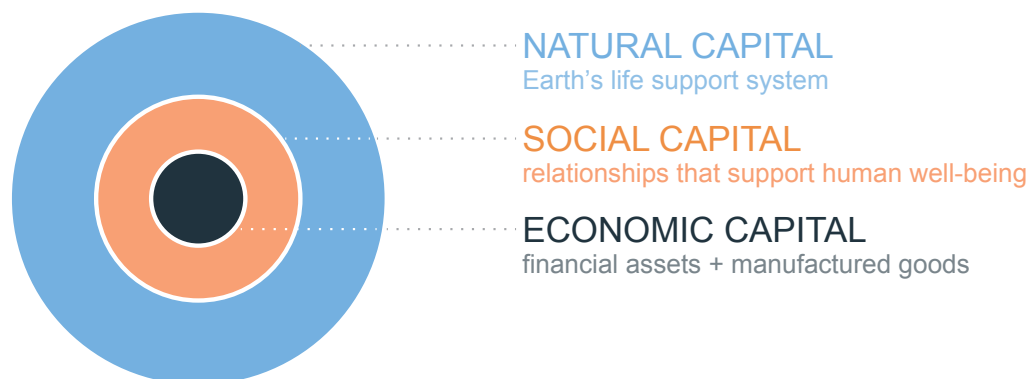 NATURAL CAPITAL
Earth's life support system
SOCIAL CAPITAL
relationships that support human well-being
ECONOMIC CAPITAL
financial assets + manufactured goods